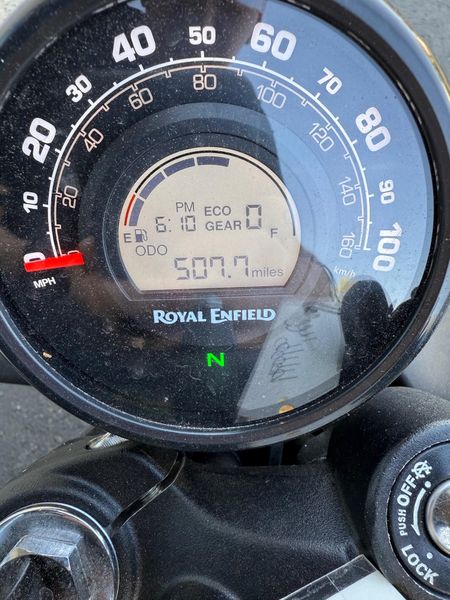 10 20 30 40 50 60 70 80 90 100
20 40 60 80 100 120 140 160
0
MPH
km/h
PM
6:10 ECO GEAR 0
E F
ODO
507.7 miles
ROYAL ENFIELD
N
OFF
PUSH
LOCK